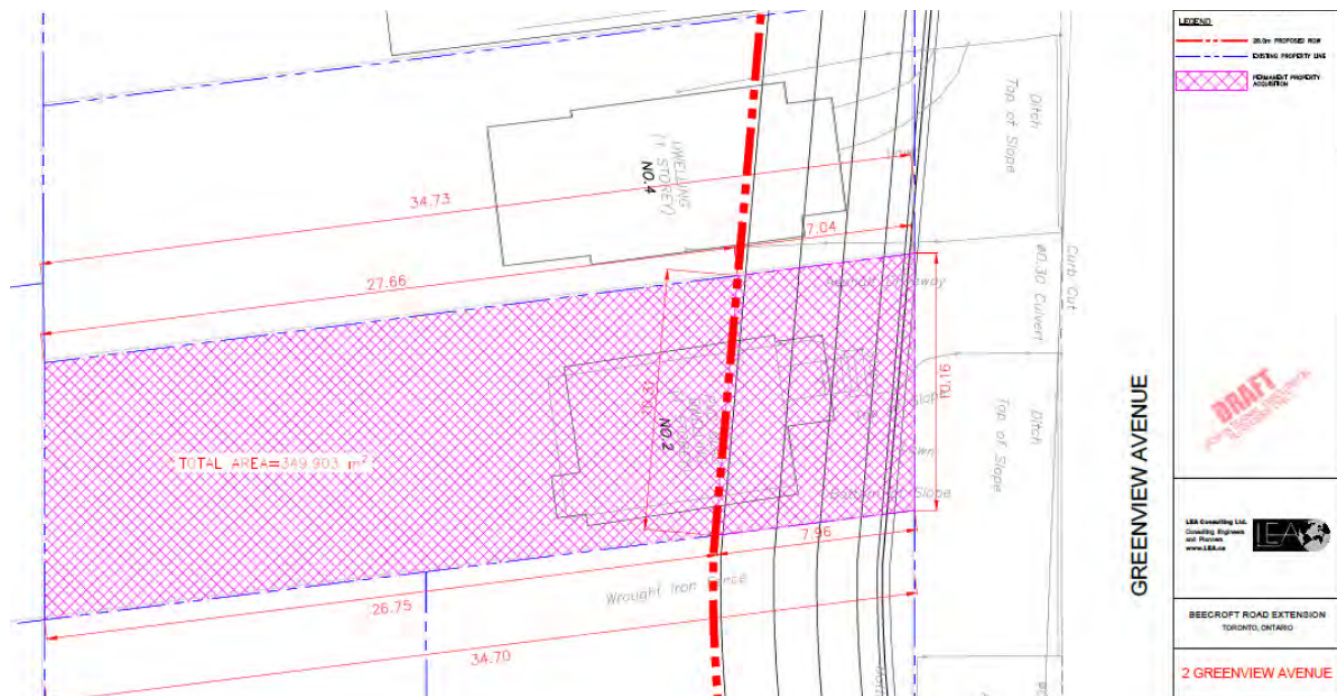 LEGEND
26.0m PROPOSED ROW
EXISTING PROPERTY LINE
PERMANENT PROPERTY
ACQUISITION
Ditch
Top of Slope
DWELLING
(1 STOREY)
NO.4
34.73
7.04
27.66
Curb Cut
ø0.30 Culvert
10.16
NO.2
TOTAL AREA=349.903 m²
Ditch
Top of Slope
Bottom of Slope
7.96
Wrought Iron Fence
26.75
34.70
GREENVIEW AVENUE
DRAFT
LEA Consulting Ltd.
Consulting Engineers
and Planners
www.LEA.ca
LEA
BEECROFT ROAD EXTENSION
TORONTO, ONTARIO
2 GREENVIEW AVENUE